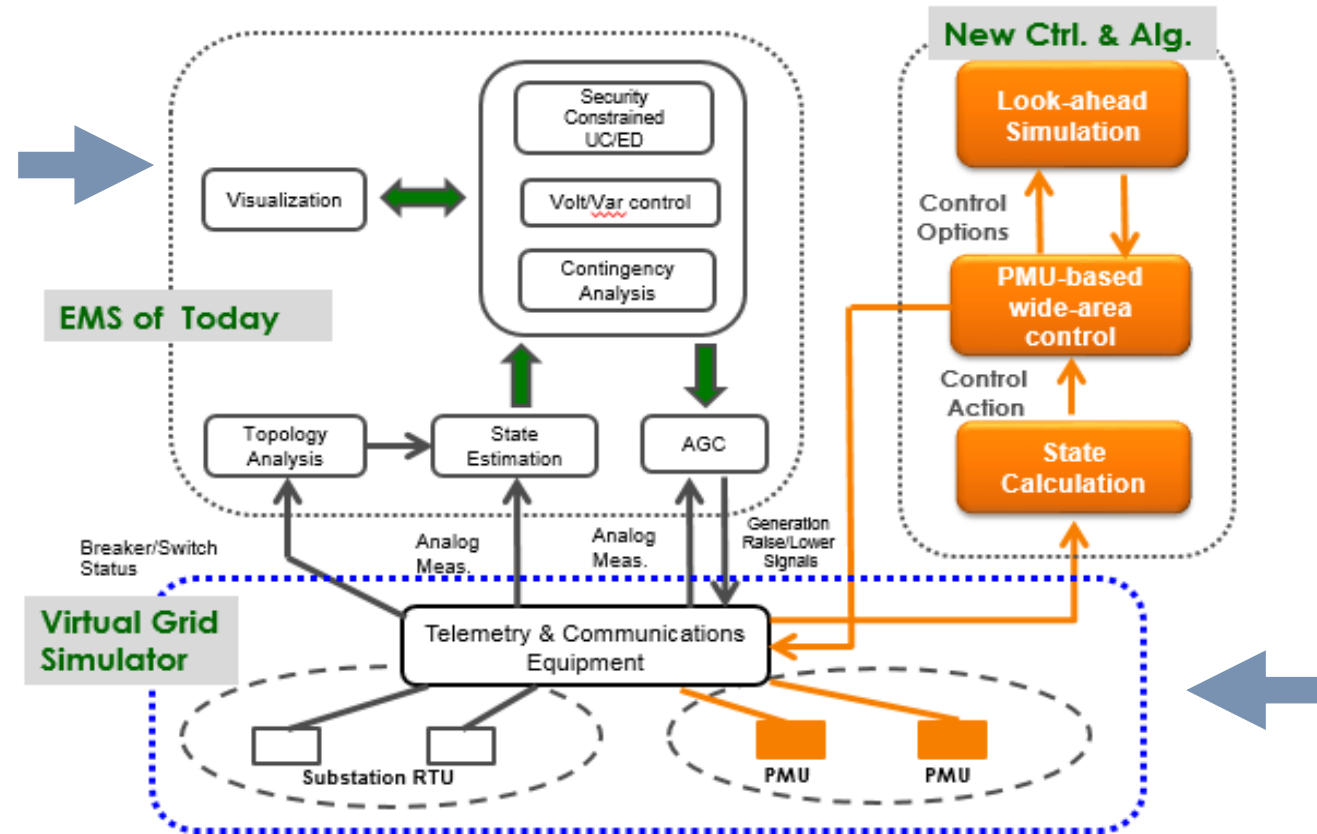 New Ctrl. & Alg.
Security
Constrained
UC/ED
Look-ahead
Simulation
Visualization
Volt/Var control
Control
Options
Contingency
Analysis
PMU-based
wide-area
control
EMS of Today
Control
Action
Topology
Analysis
State
Estimation
AGC
State
Calculation
Breaker/Switch
Status
Analog
Meas.
Analog
Meas.
Generation
Raise/Lower
Signals
Virtual Grid
Simulator
Telemetry & Communications
Equipment
Substation RTU
PMU
PMU